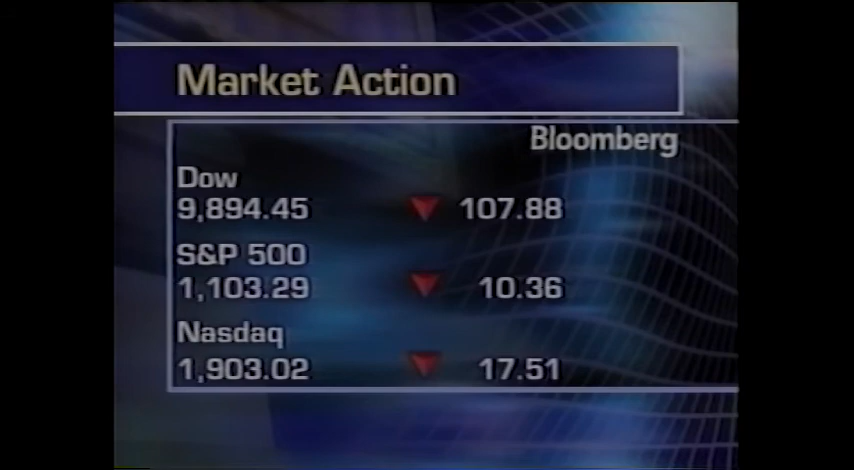 Market Action
Bloomberg
Dow
9,894.45 ▼ 107.88
S&P 500
1,103.29 ▼ 10.36
Nasdaq
1,903.02 ▼ 17.51